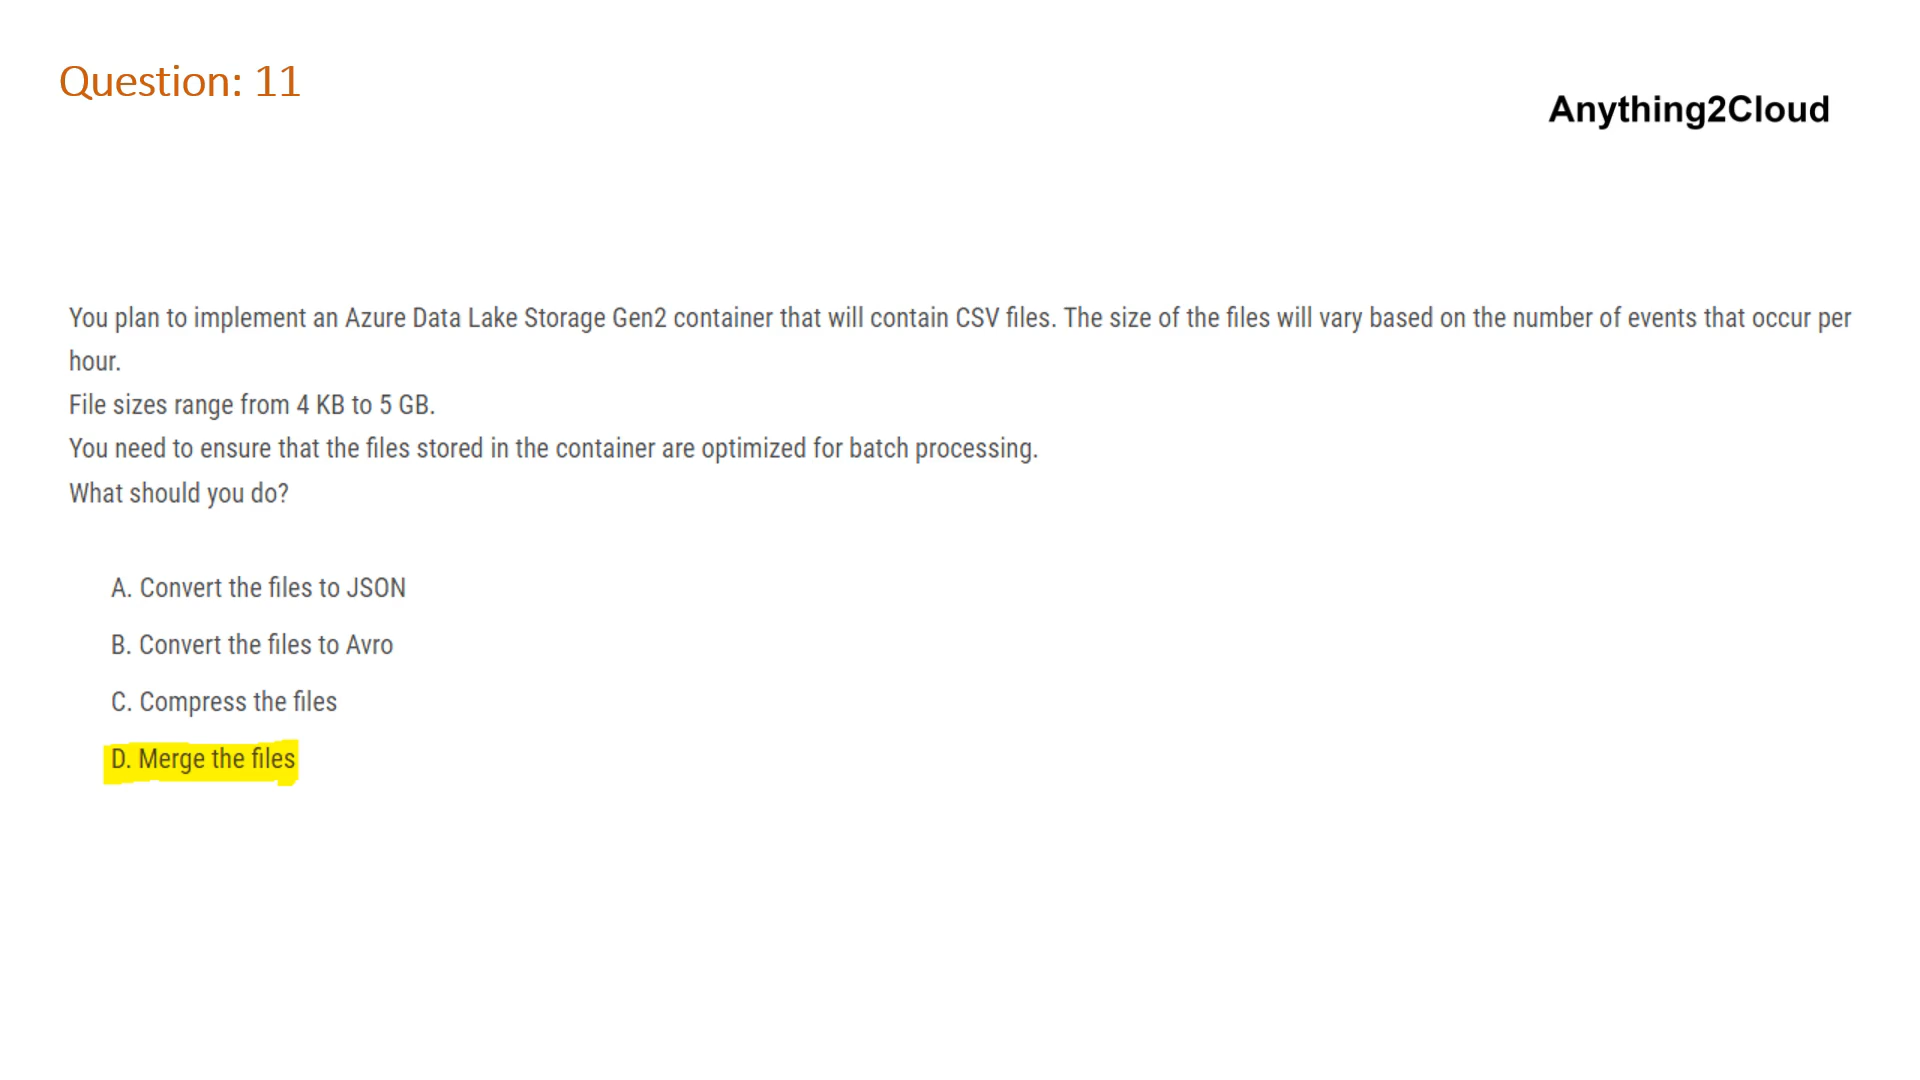 Question: 11
Anything2Cloud
You plan to implement an Azure Data Lake Storage Gen2 container that will contain CSV files. The size of the files will vary based on the number of events that occur per
hour.
File sizes range from 4 KB to 5 GB.
You need to ensure that the files stored in the container are optimized for batch processing.
What should you do?
A. Convert the files to JSON
B. Convert the files to Avro
C. Compress the files
D. Merge the files